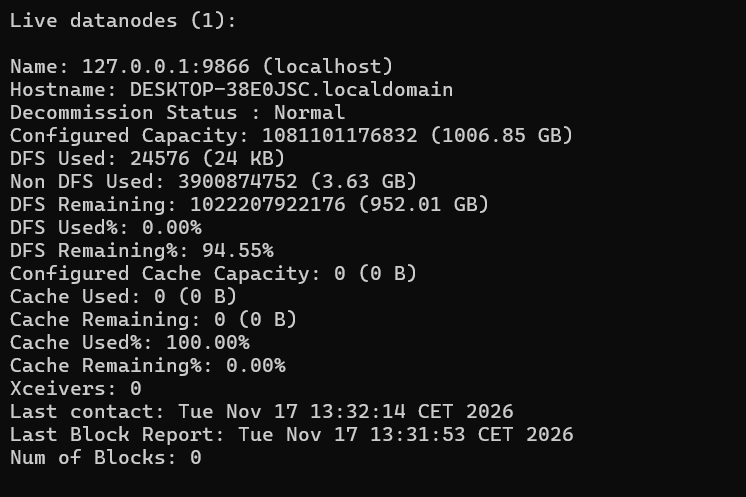 Live datanodes (1):
Name: 127.0.0.1:9866 (localhost)
Hostname: DESKTOP-38E0JSC.localdomain
Decommission Status : Normal
Configured Capacity: 1081101176832 (1006.85 GB)
DFS Used: 24576 (24 KB)
Non DFS Used: 3900874752 (3.63 GB)
DFS Remaining: 1022207922176 (952.01 GB)
DFS Used%: 0.00%
DFS Remaining%: 94.55%
Configured Cache Capacity: 0 (0 B)
Cache Used: 0 (0 B)
Cache Remaining: 0 (0 B)
Cache Used%: 100.00%
Cache Remaining%: 0.00%
Xceivers: 0
Last contact: Tue Nov 17 13:32:14 CET 2026
Last Block Report: Tue Nov 17 13:31:53 CET 2026
Num of Blocks: 0